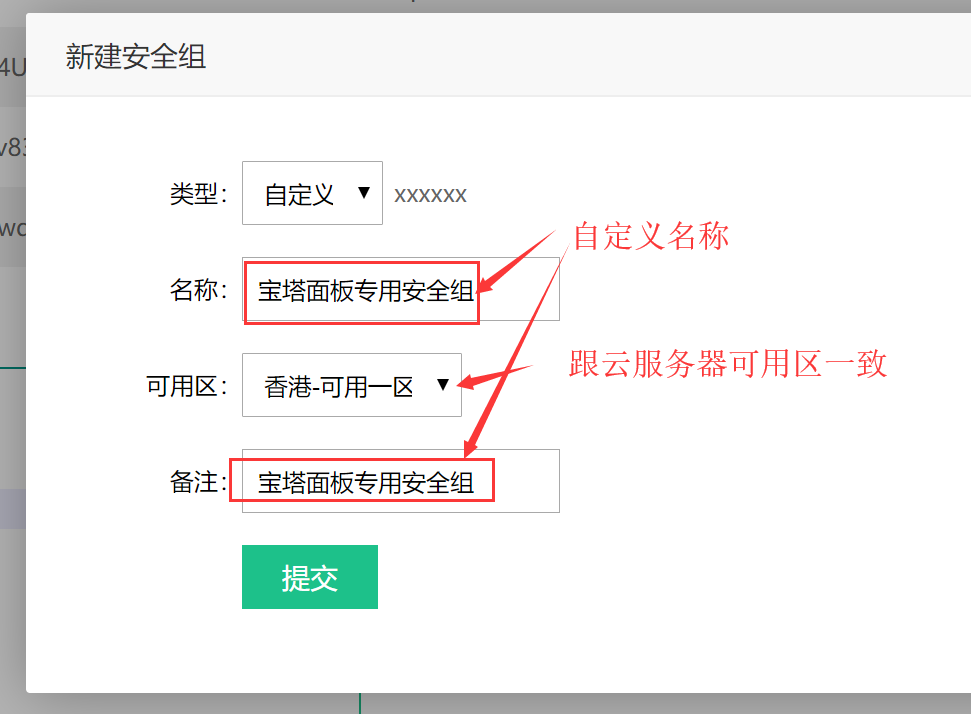 新建安全组
4U
v83
wc
类型：自定义 xxxxxx
自定义名称
名称：宝塔面板专用安全组
跟云服务器可用区一致
可用区：香港-可用一区
备注：宝塔面板专用安全组
提交